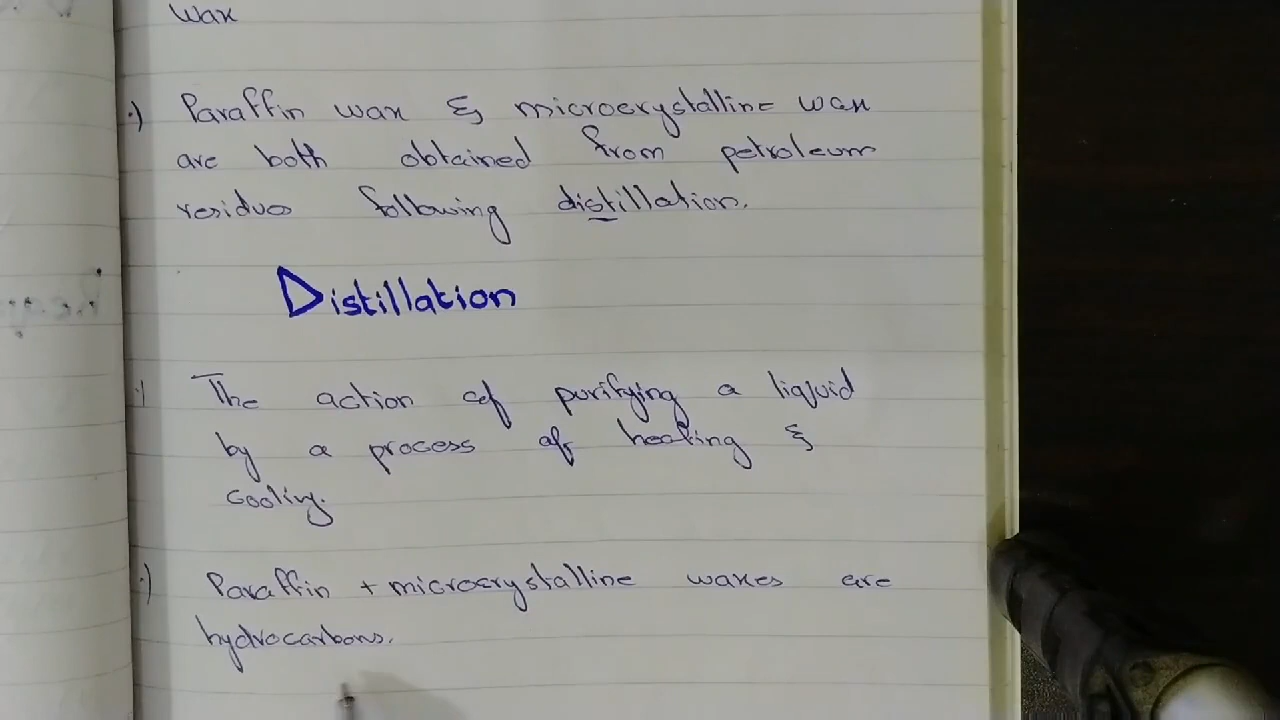 wax
•) Paraffin wax & microcrystalline wax
are both obtained from petroleum
residues following distillation.
Distillation
•) The action of purifying a liquid
by a process of heating &
cooling.
•) Paraffin + microcrystalline waxes are
hydrocarbons.